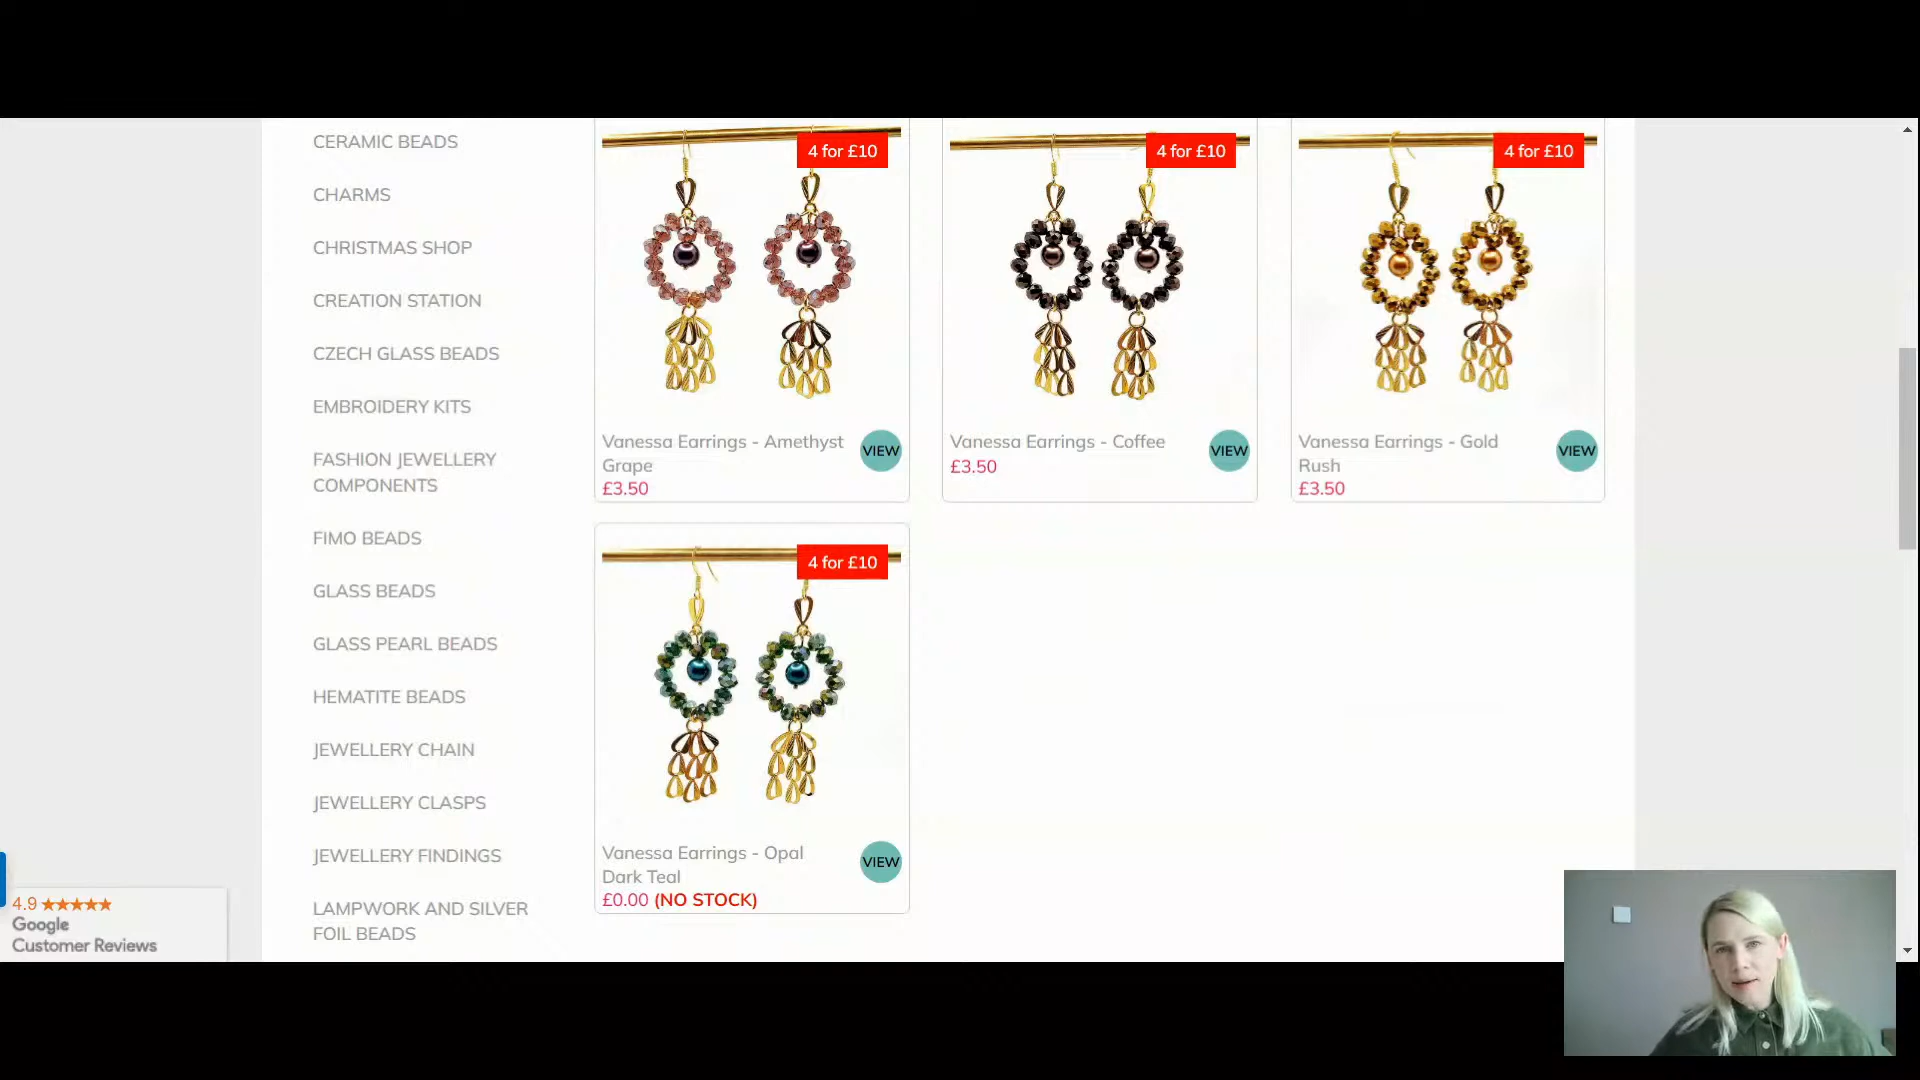 CERAMIC BEADS
CHARMS
CHRISTMAS SHOP
CREATION STATION
CZECH GLASS BEADS
EMBROIDERY KITS
FASHION JEWELLERY
COMPONENTS
FIMO BEADS
GLASS BEADS
GLASS PEARL BEADS
HEMATITE BEADS
JEWELLERY CHAIN
JEWELLERY CLASPS
JEWELLERY FINDINGS
LAMPWORK AND SILVER
FOIL BEADS
4 for £10
Vanessa Earrings - Amethyst
Grape
£3.50
VIEW
4 for £10
Vanessa Earrings - Coffee
£3.50
VIEW
4 for £10
Vanessa Earrings - Gold
Rush
£3.50
VIEW
4 for £10
Vanessa Earrings - Opal
Dark Teal
£0.00 (NO STOCK)
VIEW
4.9 ★★★★★
Google
Customer Reviews